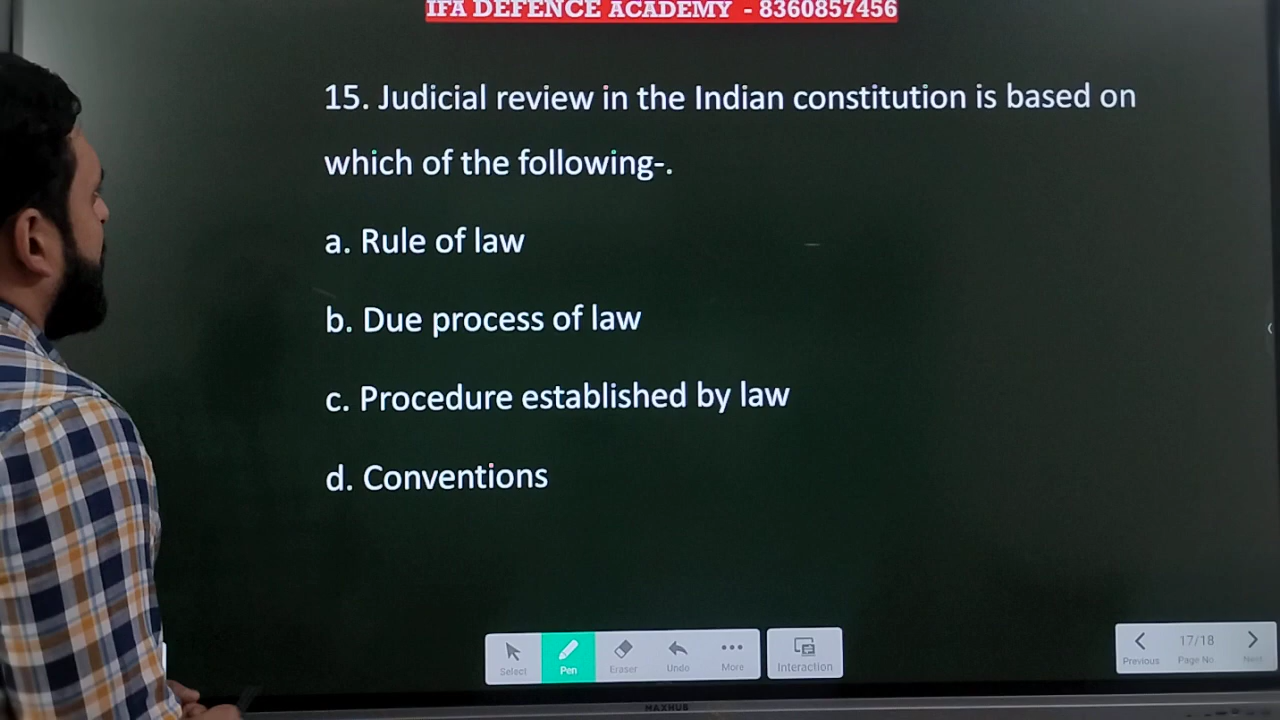 IFA DEFENCE ACADEMY - 8360857456
15. Judicial review in the Indian constitution is based on
which of the following-.
a. Rule of law
b. Due process of law
c. Procedure established by law
d. Conventions
Select
Pen
Eraser
Undo
More
Interaction
Previous
17/18
Page No.
Next
MAXHUB